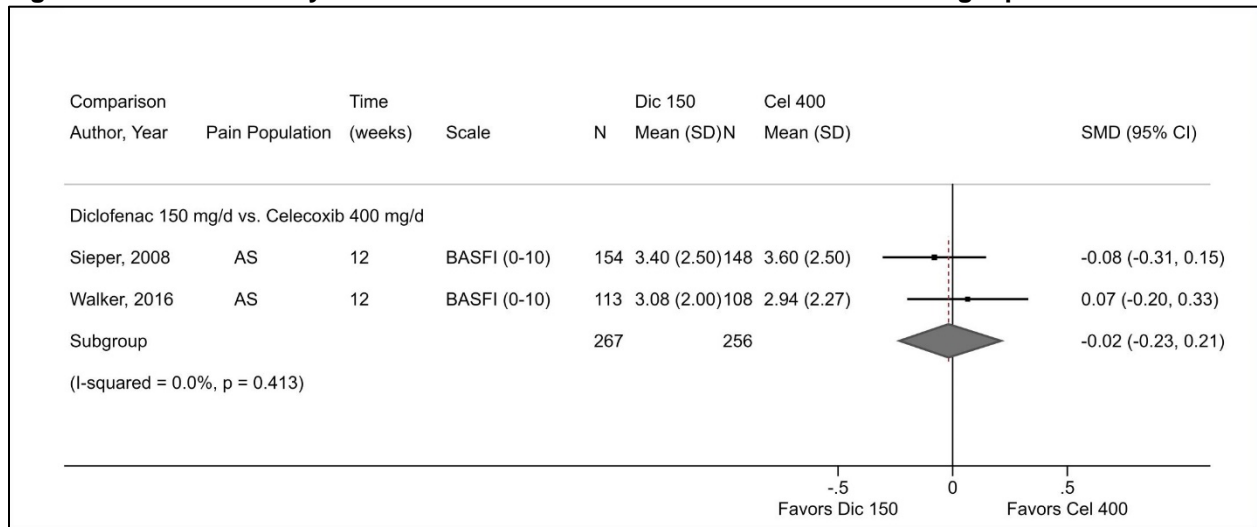 Comparison Time Dic 150 Cel 400
Author, Year Pain Population (weeks) Scale N Mean (SD)N Mean (SD) SMD (95% CI)
Diclofenac 150 mg/d vs. Celecoxib 400 mg/d
Sieper, 2008 AS 12 BASFI (0-10) 154 3.40 (2.50)148 3.60 (2.50) -0.08 (-0.31, 0.15)
Walker, 2016 AS 12 BASFI (0-10) 113 3.08 (2.00)108 2.94 (2.27) 0.07 (-0.20, 0.33)
Subgroup 267 256 -0.02 (-0.23, 0.21)
(I-squared = 0.0%, p = 0.413)
-.5 0 .5
Favors Dic 150 Favors Cel 400